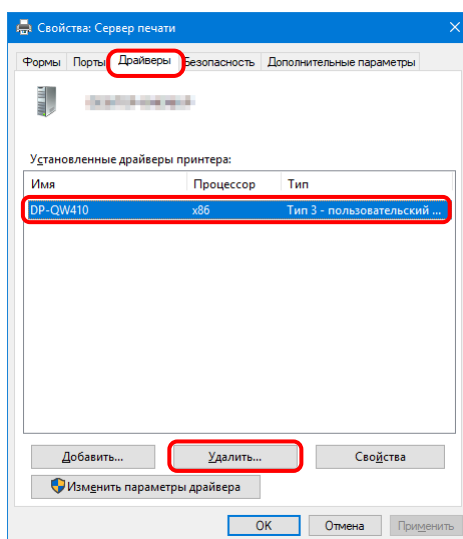 Свойства: Сервер печати
Формы Порты Драйверы Безопасность Дополнительные параметры
Установленные драйверы принтера:
Имя Процессор Тип
DP-QW410 x86 Тип 3 - пользовательский ...
Добавить... Удалить... Свойства
Изменить параметры драйвера
OK Отмена Применить